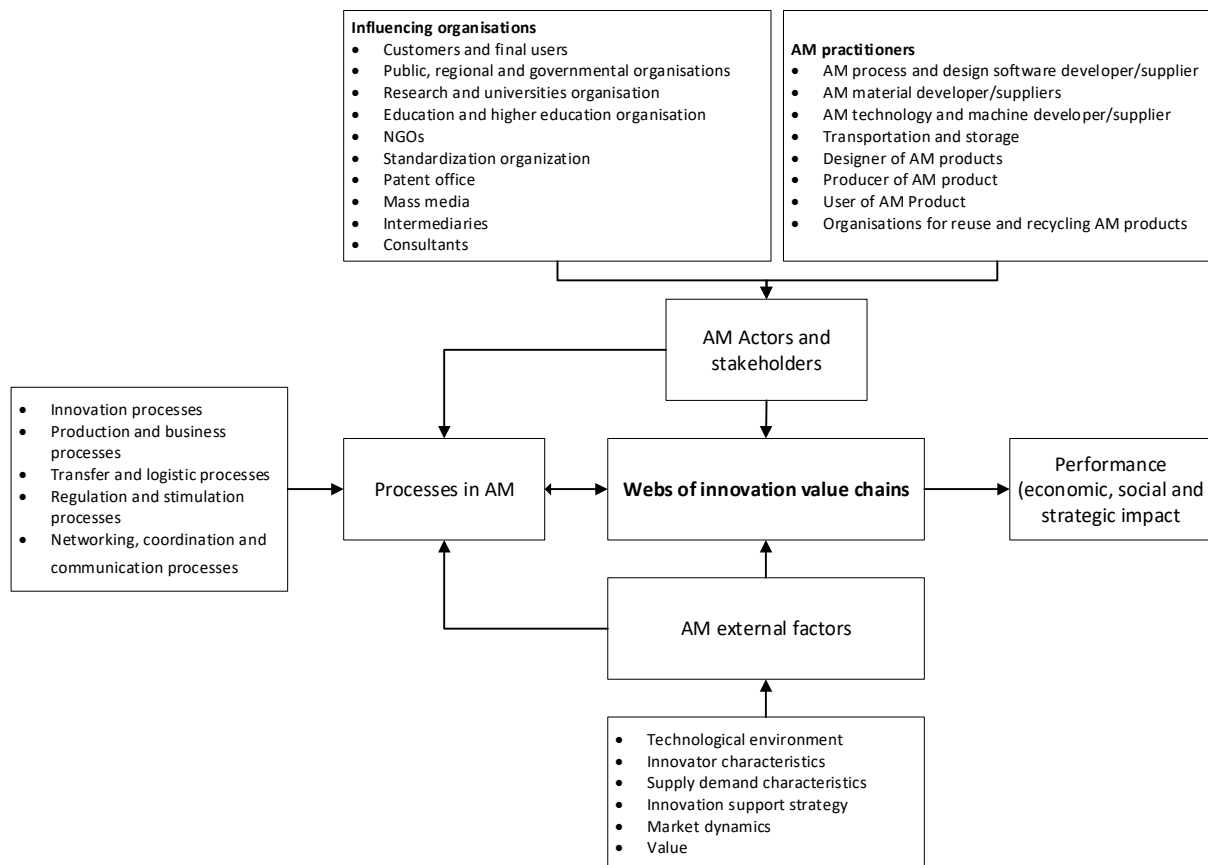 Influencing organisations
• Customers and final users
• Public, regional and governmental organisations
• Research and universities organisation
• Education and higher education organisation
• NGOs
• Standardization organization
• Patent office
• Mass media
• Intermediaries
• Consultants
AM practitioners
• AM process and design software developer/supplier
• AM material developer/suppliers
• AM technology and machine developer/supplier
• Transportation and storage
• Designer of AM products
• Producer of AM product
• User of AM Product
• Organisations for reuse and recycling AM products
AM Actors and
stakeholders
• Innovation processes
• Production and business
processes
• Transfer and logistic processes
• Regulation and stimulation
processes
• Networking, coordination and
communication processes
Processes in AM
Webs of innovation value chains
Performance
(economic, social and
strategic impact
AM external factors
• Technological environment
• Innovator characteristics
• Supply demand characteristics
• Innovation support strategy
• Market dynamics
• Value